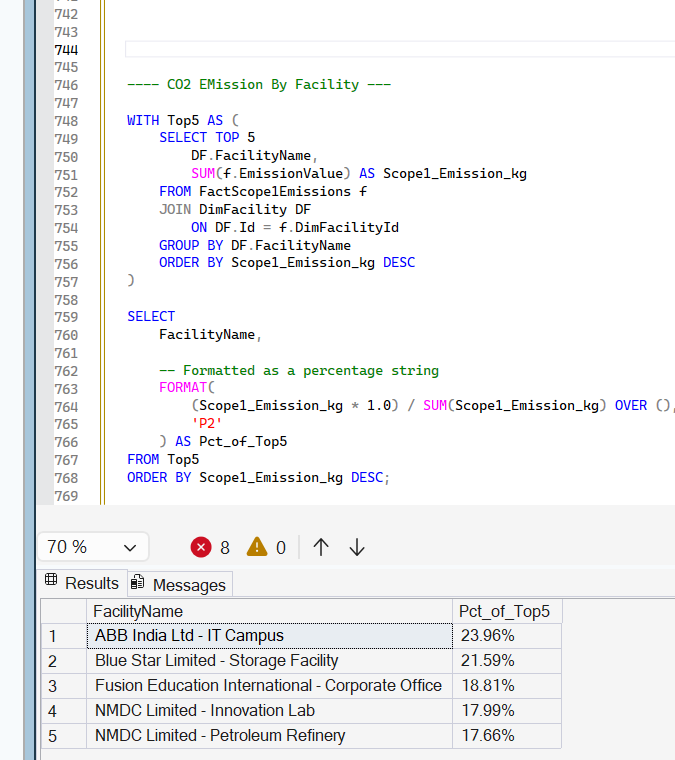 742
743
744
745
746 ---- CO2 EMission By Facility ---
747
748 WITH Top5 AS (
749 SELECT TOP 5
750 DF.FacilityName,
751 SUM(f.EmissionValue) AS Scope1_Emission_kg
752 FROM FactScope1Emissions f
753 JOIN DimFacility DF
754 ON DF.Id = f.DimFacilityId
755 GROUP BY DF.FacilityName
756 ORDER BY Scope1_Emission_kg DESC
757 )
758
759 SELECT
760 FacilityName,
761
762 -- Formatted as a percentage string
763 FORMAT(
764 (Scope1_Emission_kg * 1.0) / SUM(Scope1_Emission_kg) OVER (),
765 'P2'
766 ) AS Pct_of_Top5
767 FROM Top5
768 ORDER BY Scope1_Emission_kg DESC;
769
70 % 8 0
Results Messages
FacilityName Pct_of_Top5
1 ABB India Ltd - IT Campus 23.96%
2 Blue Star Limited - Storage Facility 21.59%
3 Fusion Education International - Corporate Office 18.81%
4 NMDC Limited - Innovation Lab 17.99%
5 NMDC Limited - Petroleum Refinery 17.66%